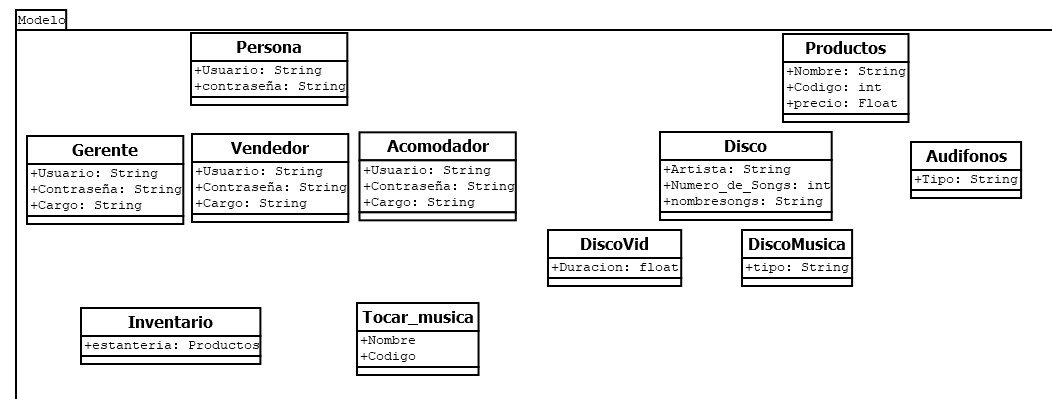 Modelo
Persona
+Usuario: String
+contraseña: String
Productos
+Nombre: String
+Codigo: int
+precio: Float
Gerente
+Usuario: String
+Contraseña: String
+Cargo: String
Vendedor
+Usuario: String
+Contraseña: String
+Cargo: String
Acomodador
+Usuario: String
+Contraseña: String
+Cargo: String
Disco
+Artista: String
+Numero_de_Songs: int
+nombresongs: String
Audifonos
+Tipo: String
DiscoVid
+Duracion: float
DiscoMusica
+tipo: String
Inventario
+estanteria: Productos
Tocar_musica
+Nombre
+Codigo